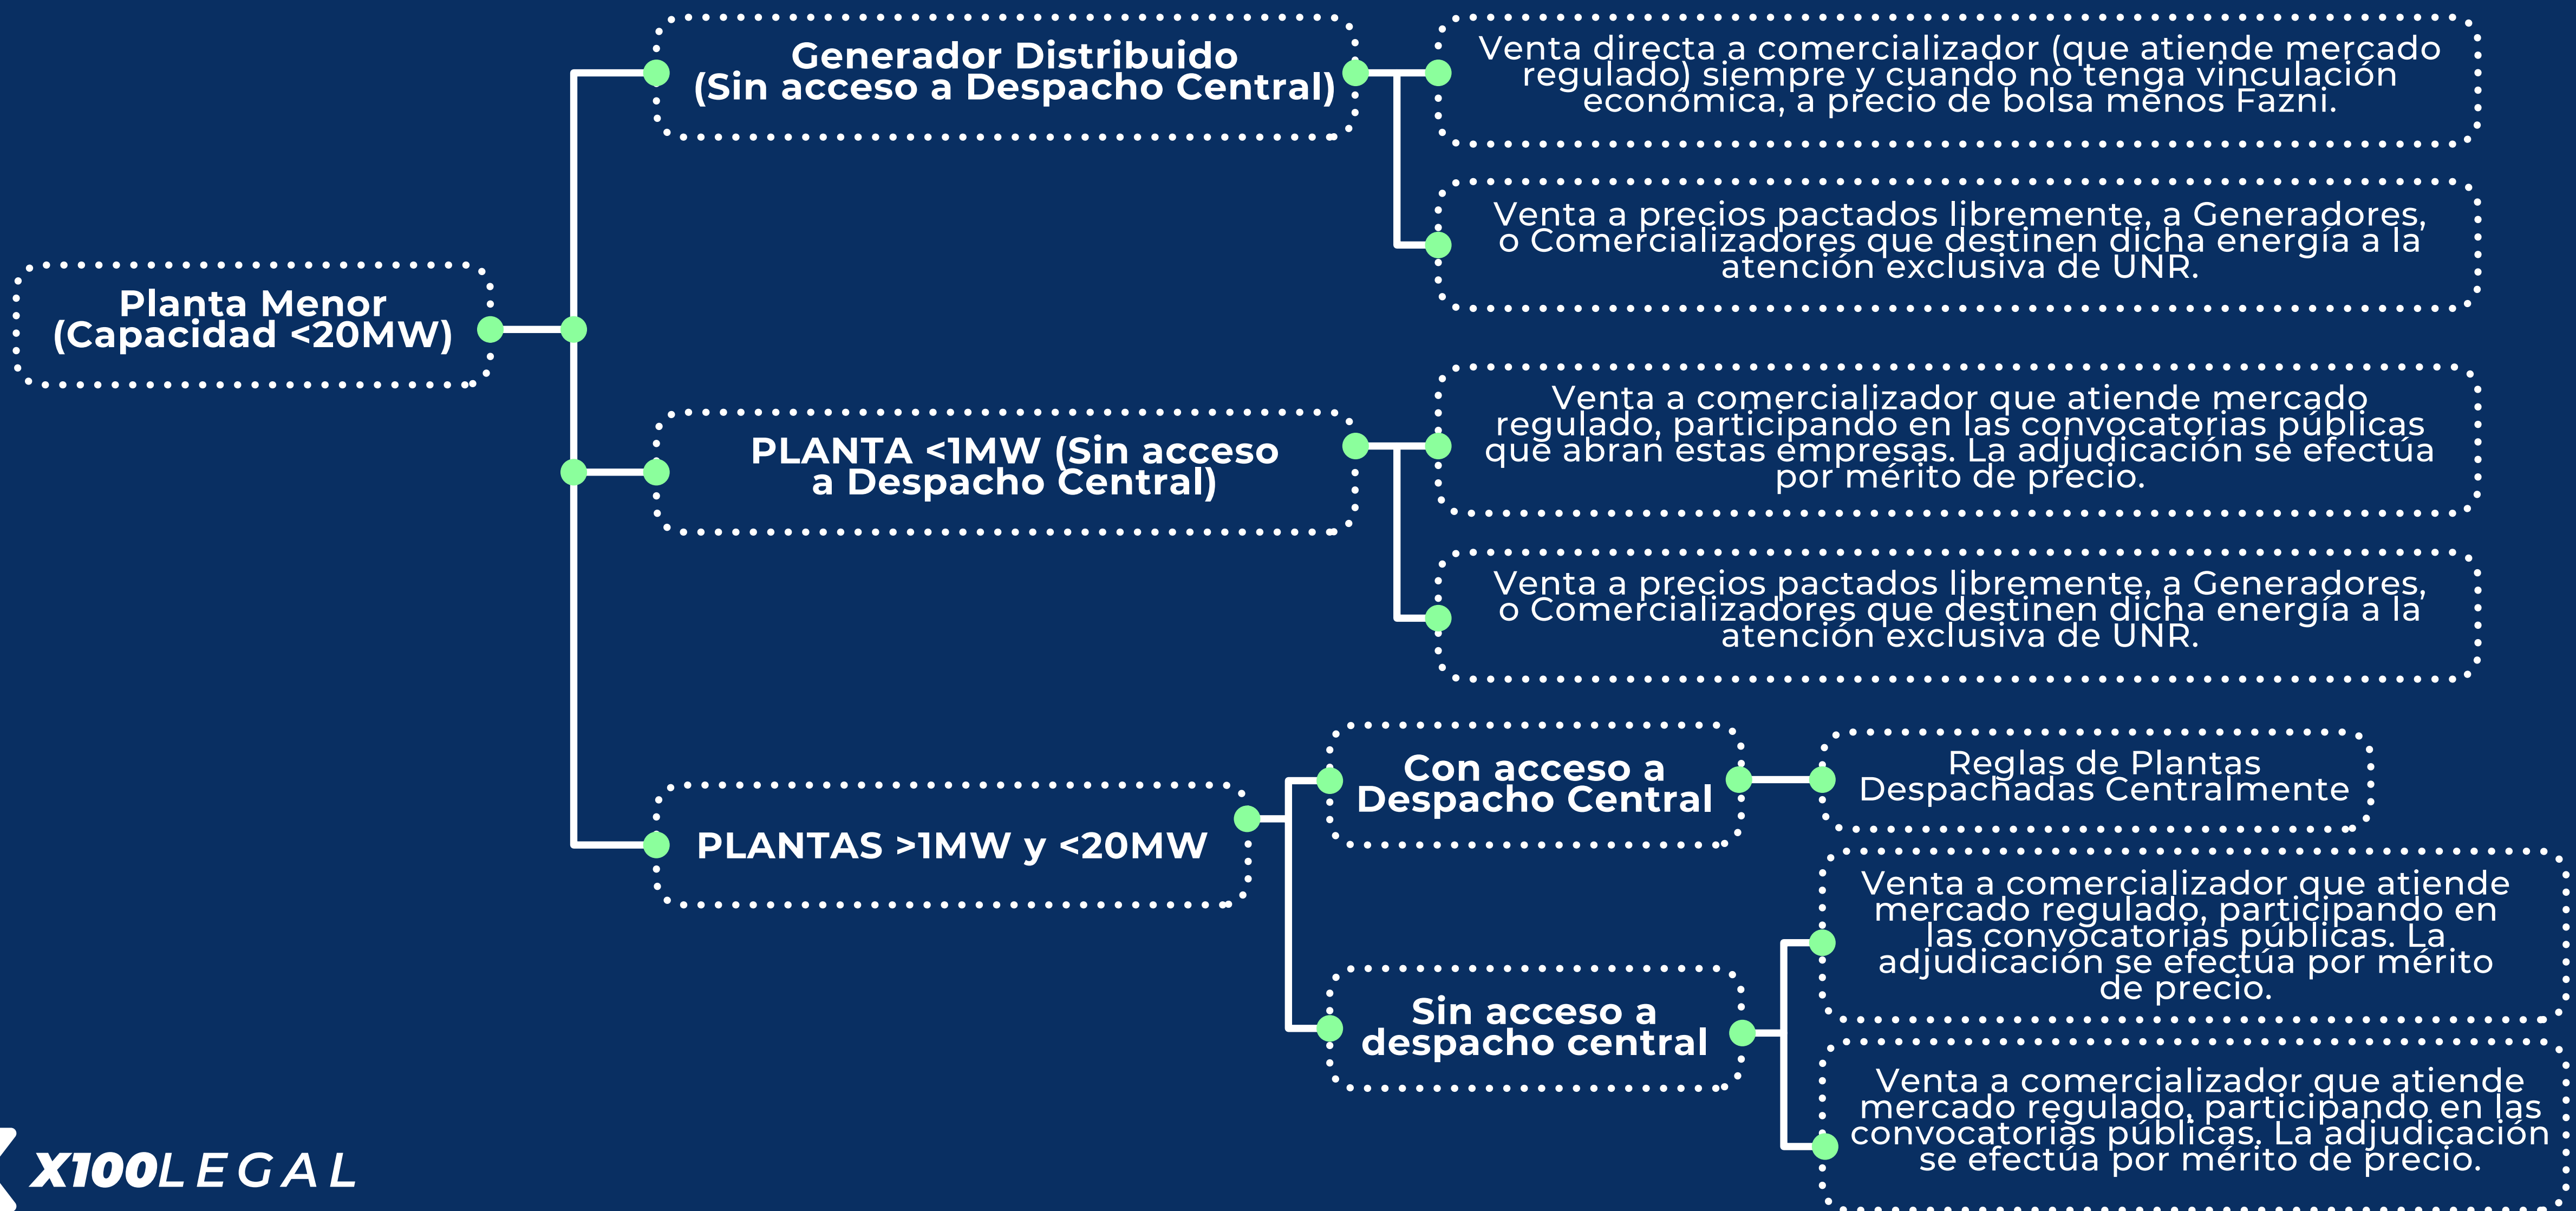 Generador Distribuido
(Sin acceso a Despacho Central)
Venta directa a comercializador (que atiende mercado
regulado) siempre y cuando no tenga vinculación
económica, a precio de bolsa menos Fazni.
Venta a precios pactados libremente, a Generadores,
o Comercializadores que destinen dicha energía a la
atención exclusiva de UNR.
Planta Menor
(Capacidad <20MW)
PLANTA <1MW (Sin acceso
a Despacho Central)
Venta a comercializador que atiende mercado
regulado, participando en las convocatorias públicas
que abran estas empresas. La adjudicación se efectúa
por mérito de precio.
Venta a precios pactados libremente, a Generadores,
o Comercializadores que destinen dicha energía a la
atención exclusiva de UNR.
PLANTAS >1MW y <20MW
Con acceso a
Despacho Central
Reglas de Plantas
Despachadas Centralmente
Sin acceso a
despacho central
Venta a comercializador que atiende
mercado regulado, participando en
las convocatorias públicas. La
adjudicación se efectúa por mérito
de precio.
Venta a comercializador que atiende
mercado regulado, participando en las
convocatorias públicas. La adjudicación
se efectúa por mérito de precio.
X100LEGAL